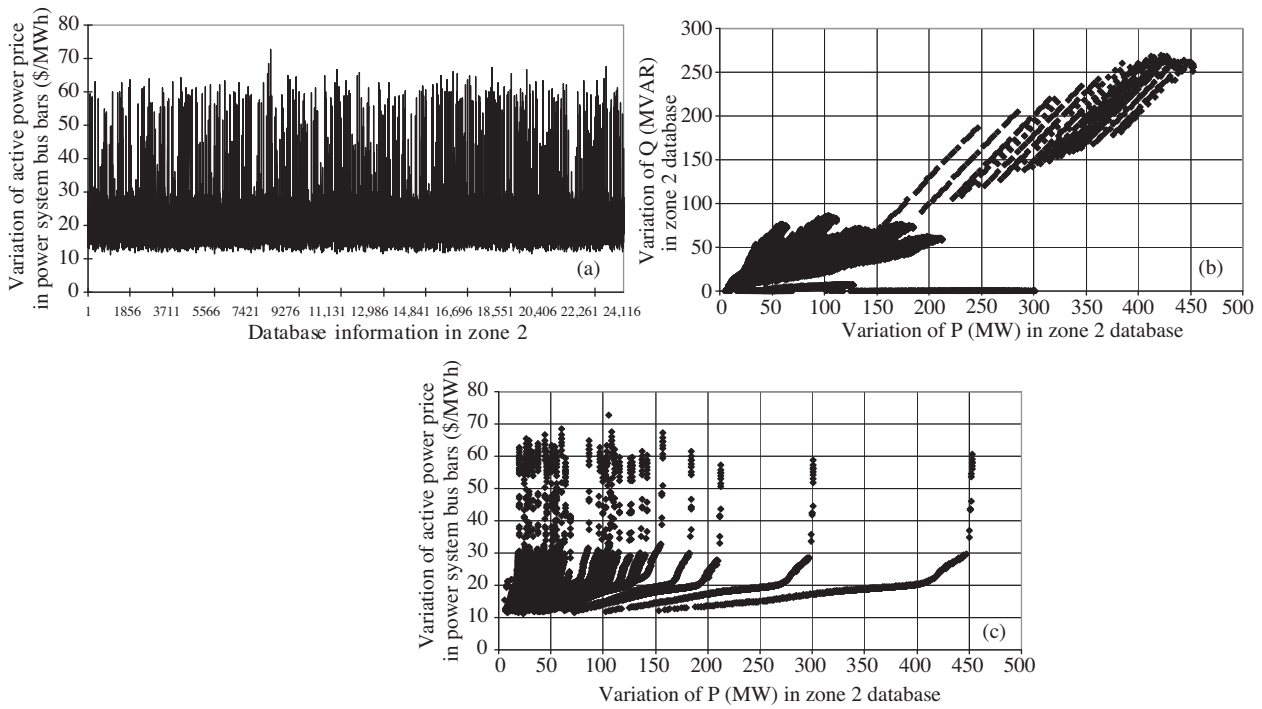 Variation of active power price
in power system bus bars ($/MWh)
80
70
60
50
40
30
20
10
0
(a)
1 1856 3711 5566 7421 9276 11,131 12,986 14,841 16,696 18,551 20,406 22,261 24,116
Database information in zone 2
Variation of Q (MVAR)
in zone 2 database
300
250
200
150
100
50
0
(b)
0 50 100 150 200 250 300 350 400 450 500
Variation of P (MW) in zone 2 database
Variation of active power price
in power system bus bars ($/MWh)
80
70
60
50
40
30
20
10
0
(c)
0 50 100 150 200 250 300 350 400 450 500
Variation of P (MW) in zone 2 database